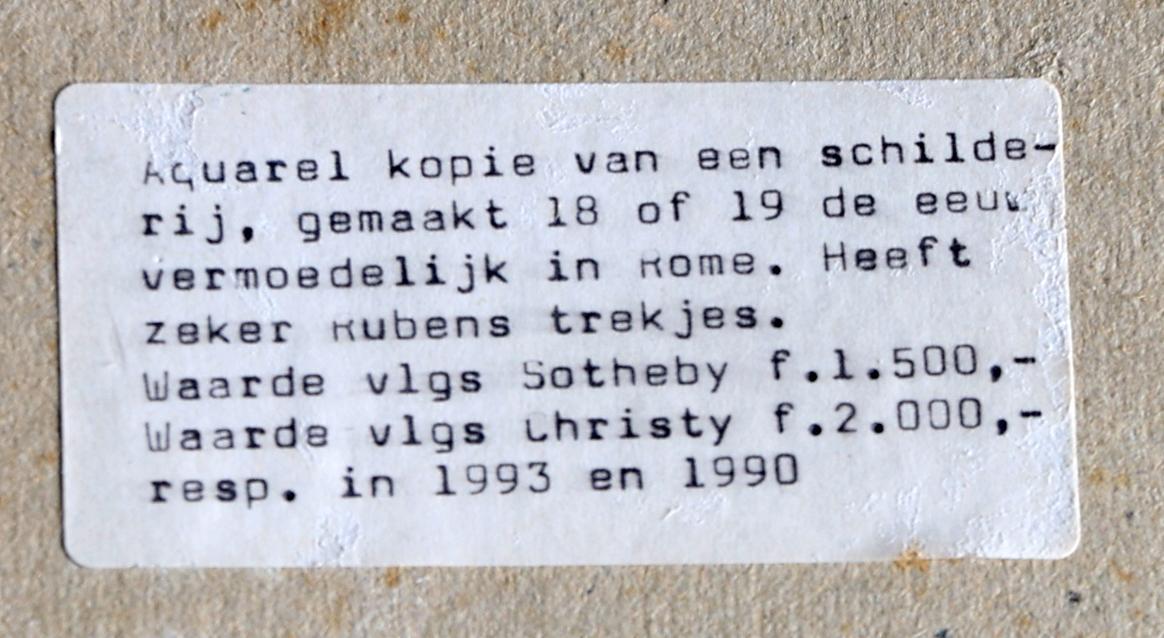 Aquarel kopie van een schilde-
rij, gemaakt 18 of 19 de eeuw
vermoedelijk in Rome. Heeft
zeker Rubens trekjes.
Waarde vlgs Sotheby f.1.500,-
Waarde vlgs Christy f.2.000,-
resp. in 1993 en 1990